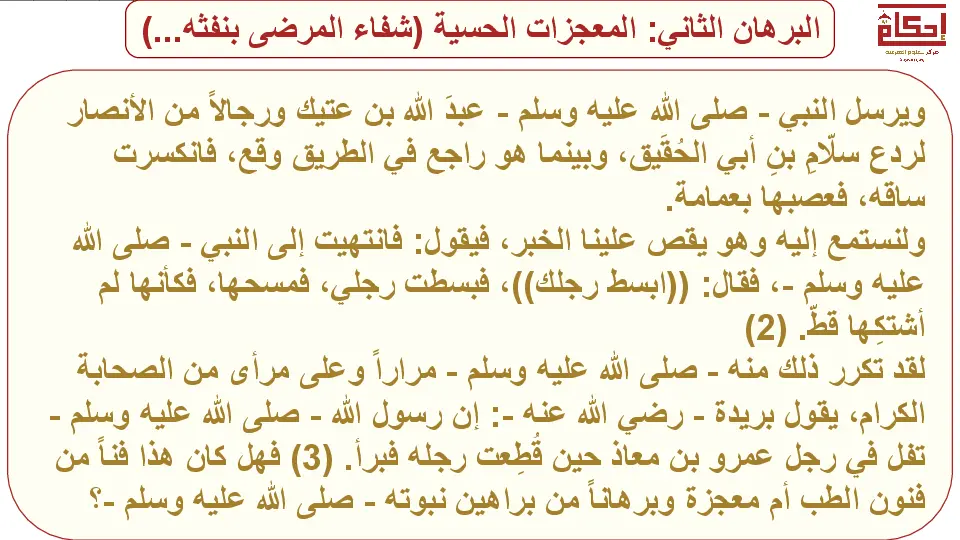 البرهان الثاني: المعجزات الحسية (شفاء المرضى بنفثه...)
إحكام
ويرسل النبي - صلى الله عليه وسلم - عبدَ الله بن عتيك ورجالاً من الأنصار
لردع سلّامِ بنِ أبي الحُقَيق، وبينما هو راجع في الطريق وقع، فانكسرت
ساقه، فعصبها بعمامة.
ولنستمع إليه وهو يقص علينا الخبر، فيقول: فانتهيت إلى النبي - صلى الله
عليه وسلم -، فقال: ((ابسط رجلك))، فبسطت رجلي، فمسحها، فكأنها لم
أشتكِها قطّ. (2)
لقد تكرر ذلك منه - صلى الله عليه وسلم - مراراً وعلى مرأى من الصحابة
الكرام، يقول بريدة - رضي الله عنه -: إن رسول الله - صلى الله عليه وسلم -
تفل في رجل عمرو بن معاذ حين قُطِعت رجله فبرأ. (3) فهل كان هذا فناً من
فنون الطب أم معجزة وبرهاناً من براهين نبوته - صلى الله عليه وسلم -؟